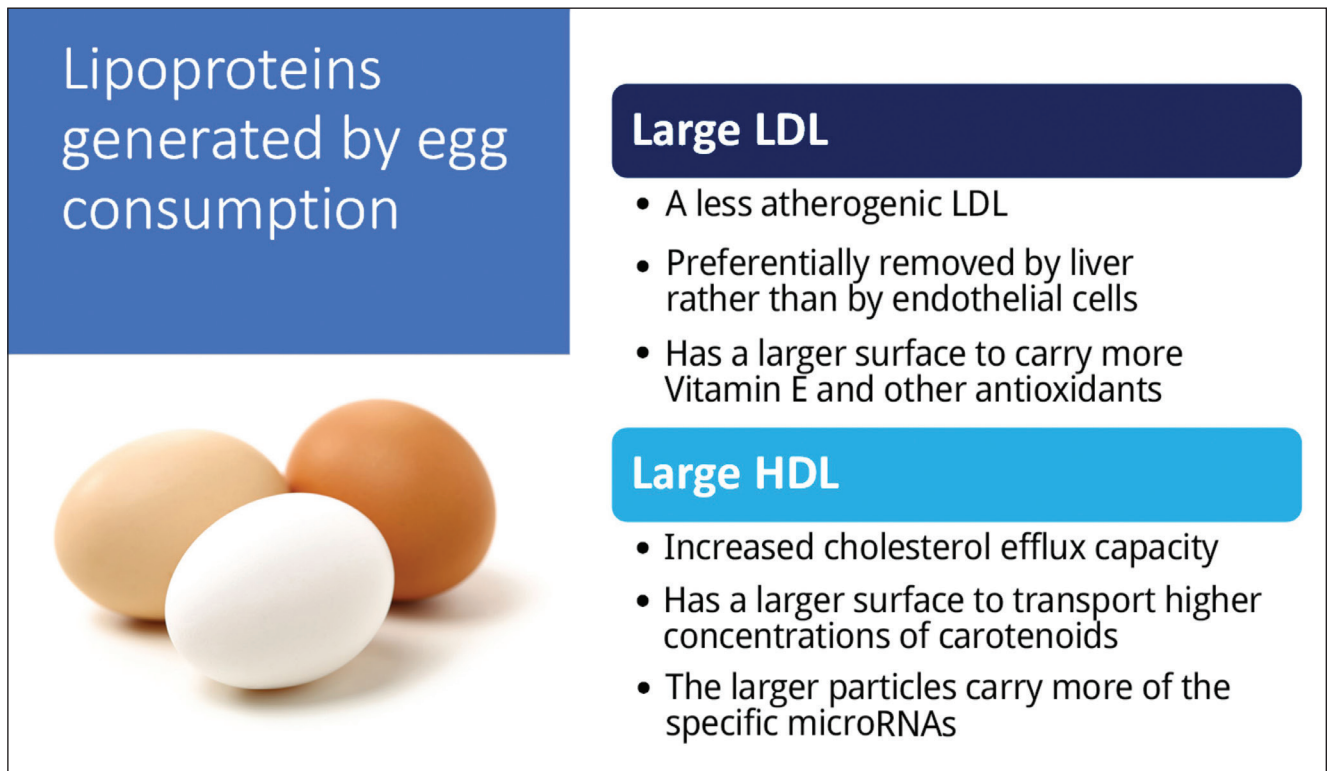 Lipoproteins
generated by egg
consumption
Large LDL
• A less atherogenic LDL
• Preferentially removed by liver
rather than by endothelial cells
• Has a larger surface to carry more
Vitamin E and other antioxidants
Large HDL
• Increased cholesterol efflux capacity
• Has a larger surface to transport higher
concentrations of carotenoids
• The larger particles carry more of the
specific microRNAs